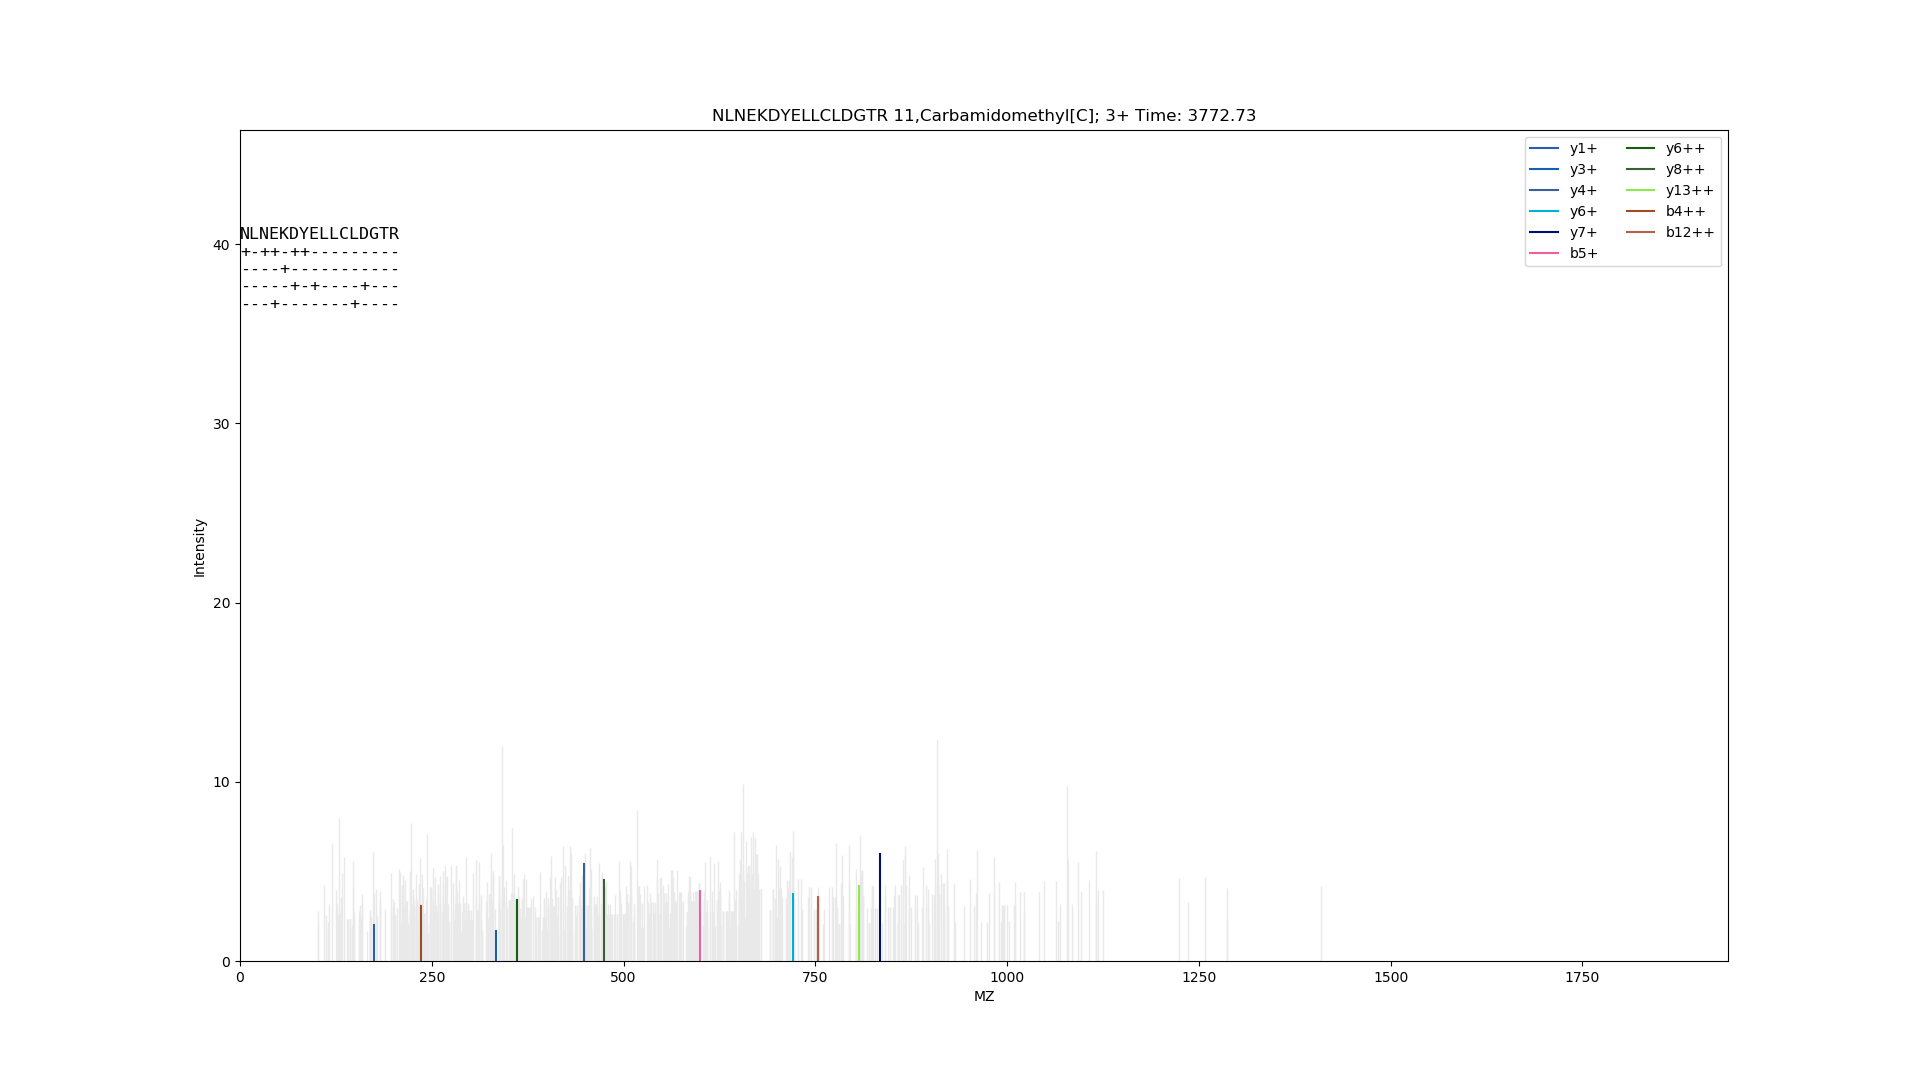 NLNEKDYELLCLDGTR 11,Carbamidomethyl[C]; 3+ Time: 3772.73
y1+ y6++
y3+ y8++
y4+ y13++
y6+ b4++
y7+ b12++
b5+
NLNEKDYELLCLDGTR
+-++-++---------
----+-----------
-----+-+----+---
---+-------+----
40
30
20
10
0
Intensity
0 250 500 750 1000 1250 1500 1750
MZ